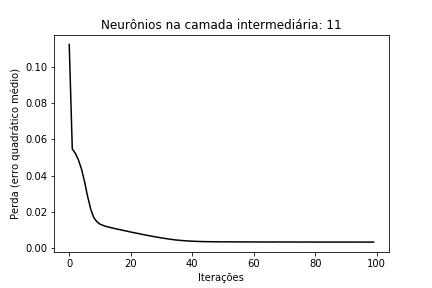 Neurônios na camada intermediária: 11
Perda (erro quadrático médio)
0.10
0.08
0.06
0.04
0.02
0.00
0 20 40 60 80 100
Iterações